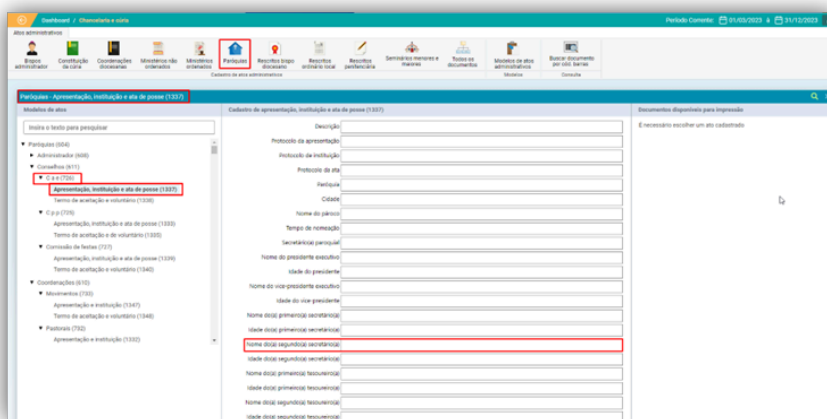 Dashboard / Chancelaria e cúria
Período Corrente: 01/03/2023 à 31/12/2023
Atos administrativos
Bispos administrador
Constituição da cúria
Coordenações diocesanas
Ministérios não ordenados
Ministérios ordenados
Paróquias
Rescritos bispo diocesano
Rescritos ordinário local
Rescritos penitenciária
Seminários menores e maiores
Todos os documentos
Modelos de atos administrativos
Buscar documento por cód. barras
Cadastro de atos administrativos
Modelos
Consulta
Paróquias - Apresentação, instituição e ata de posse (1337)
Modelos de atos
Insira o texto para pesquisar
Paróquias (604)
Administrador (608)
Conselhos (611)
C a e (726)
Apresentação, instituição e ata de posse (1337)
Termo de aceitação e voluntário (1338)
C p p (725)
Apresentação, instituição e ata de posse (1333)
Termo de aceitação e de voluntário (1335)
Comissão de festas (727)
Apresentação, instituição e ata de posse (1339)
Termo de aceitação e voluntário (1340)
Coordenações (610)
Movimentos (733)
Apresentação e instituição (1347)
Termo de aceitação e voluntário (1348)
Pastorais (732)
Apresentação e instituição (1332)
Cadastro de apresentação, instituição e ata de posse (1337)
Descrição
Protocolo da apresentação
Protocolo de instituição
Protocolo da ata
Paróquia
Cidade
Nome do pároco
Tempo de nomeação
Secretário(a) paroquial
Nome do presidente executivo
Idade do presidente
Nome do vice-presidente executivo
Idade do vice presidente
Nome do(a) primeiro(a) secretário(a)
Idade do(a) primeiro(a) secretário(a)
Nome do(a) segundo(a) secretário(a)
Idade do(a) segundo(a) secretário(a)
Nome do(a) primeiro(a) tesoureiro(a)
Idade do(a) primeiro(a) tesoureiro(a)
Nome do(a) segundo(a) tesoureiro(a)
Idade do(a) segundo(a) tesoureiro(a)
Documentos disponíveis para impressão
É necessário escolher um ato cadastrado